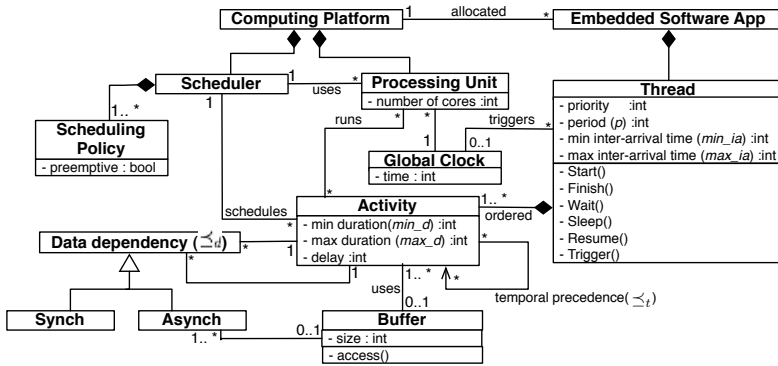 Computing Platform
1
allocated
*
Embedded Software App
Scheduler
1
uses
*
Processing Unit
- number of cores :int
1.. *
1
Scheduling
Policy
- preemptive : bool
runs
*
*
1
triggers
0..1
*
Global Clock
- time : int
Thread
- priority :int
- period (p) :int
- min inter-arrival time (min_ia) :int
- max inter-arrival time (max_ia) :int
- Start()
- Finish()
- Wait()
- Sleep()
- Resume()
- Trigger()
schedules
*
*
Activity
- min duration(min_d) :int
- max duration (max_d) :int
- delay :int
1.. *
ordered
Data dependency (⪯d)
*
1
*
1
*
*
temporal precedence(⪯t)
1.. *
uses
0..1
Synch
Asynch
1.. *
0..1
Buffer
- size : int
- access()